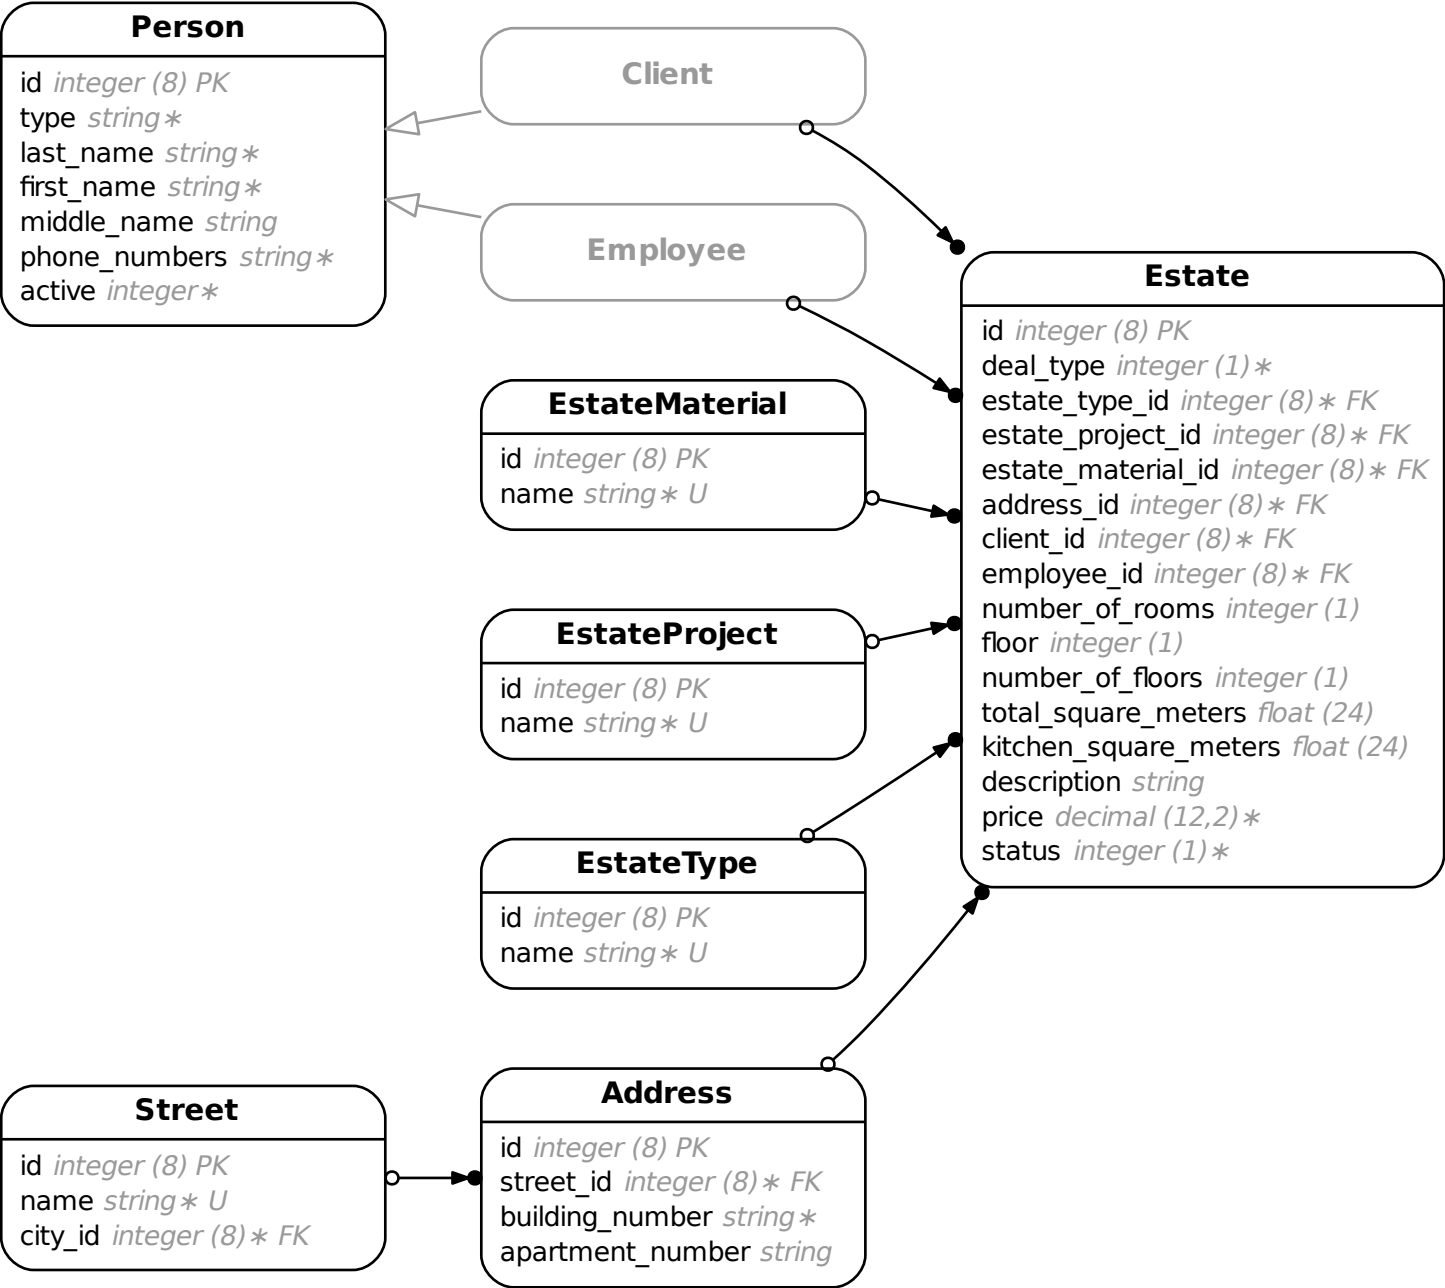 Person
id integer (8) PK
type string∗
last_name string∗
first_name string∗
middle_name string
phone_numbers string∗
active integer∗
Client
Employee
EstateMaterial
id integer (8) PK
name string∗ U
EstateProject
id integer (8) PK
name string∗ U
EstateType
id integer (8) PK
name string∗ U
Estate
id integer (8) PK
deal_type integer (1)∗
estate_type_id integer (8)∗ FK
estate_project_id integer (8)∗ FK
estate_material_id integer (8)∗ FK
address_id integer (8)∗ FK
client_id integer (8)∗ FK
employee_id integer (8)∗ FK
number_of_rooms integer (1)
floor integer (1)
number_of_floors integer (1)
total_square_meters float (24)
kitchen_square_meters float (24)
description string
price decimal (12,2)∗
status integer (1)∗
Street
id integer (8) PK
name string∗ U
city_id integer (8)∗ FK
Address
id integer (8) PK
street_id integer (8)∗ FK
building_number string∗
apartment_number string